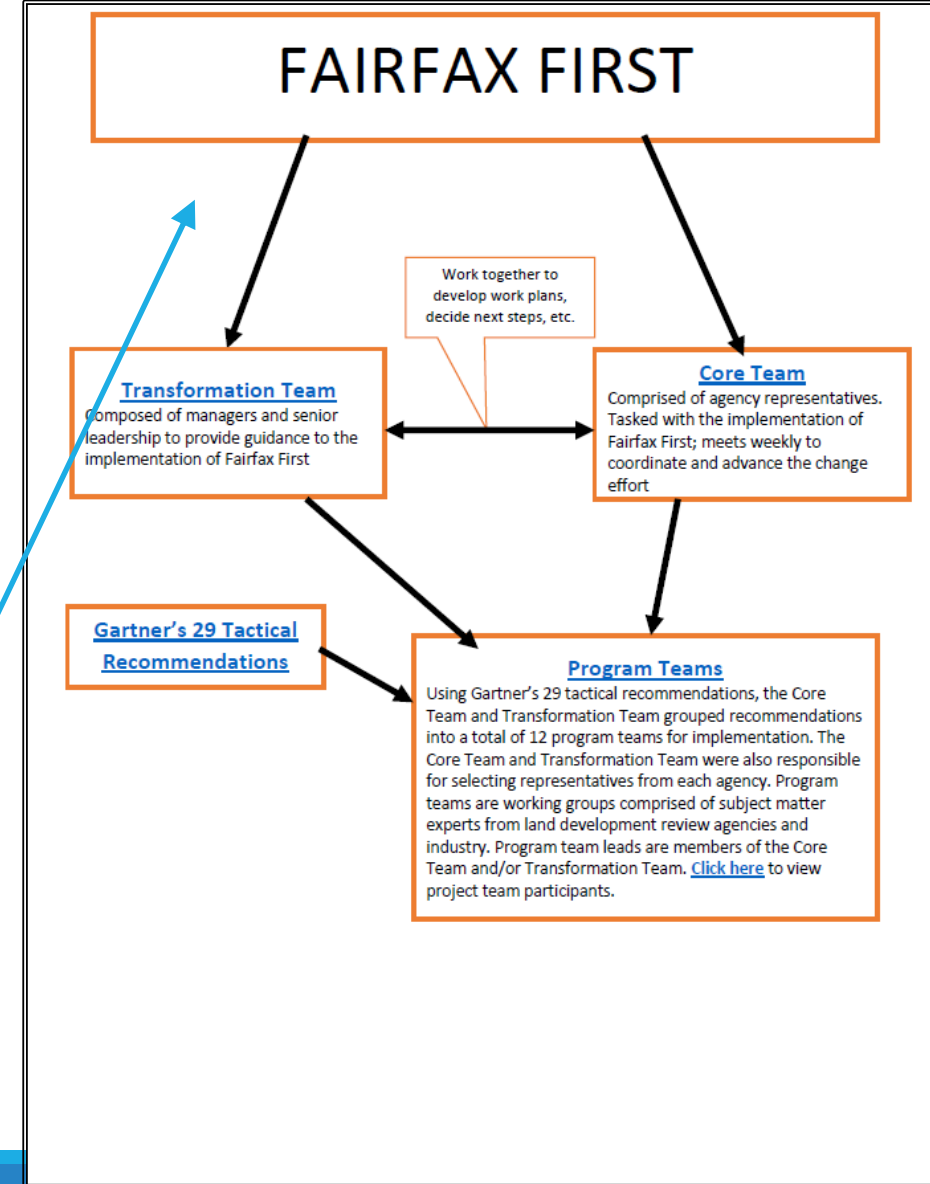 FAIRFAX FIRST
Work together to
develop work plans,
decide next steps, etc.
Transformation Team
Composed of managers and senior
leadership to provide guidance to the
implementation of Fairfax First
Core Team
Comprised of agency representatives.
Tasked with the implementation of
Fairfax First; meets weekly to
coordinate and advance the change
effort
Gartner’s 29 Tactical
Recommendations
Program Teams
Using Gartner’s 29 tactical recommendations, the Core
Team and Transformation Team grouped recommendations
into a total of 12 program teams for implementation. The
Core Team and Transformation Team were also responsible
for selecting representatives from each agency. Program
teams are working groups comprised of subject matter
experts from land development review agencies and
industry. Program team leads are members of the Core
Team and/or Transformation Team. Click here to view
project team participants.